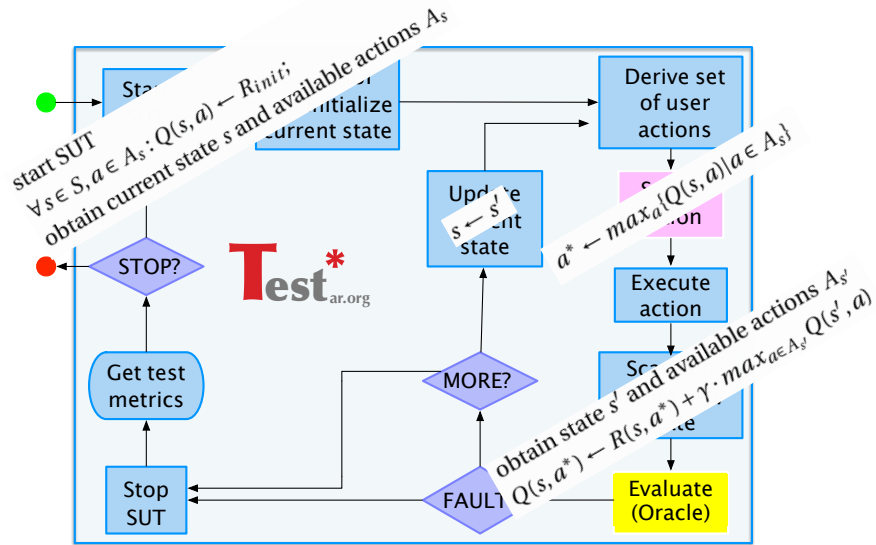 start SUT
∀s ∈ S, a ∈ A_s : Q(s, a) ← R_init;
obtain current state s and available actions A_s
Derive set
of user
actions
current state
Update
state
s ← s′
a* ← max_a{Q(s, a)|a ∈ A_s}
STOP?
Test*
ar.org
Execute
action
Get test
metrics
MORE?
obtain state s′ and available actions A_s′
Q(s, a*) ← R(s, a*) + γ · max_{a∈A_s′} Q(s′, a)
Stop
SUT
FAULT
Evaluate
(Oracle)